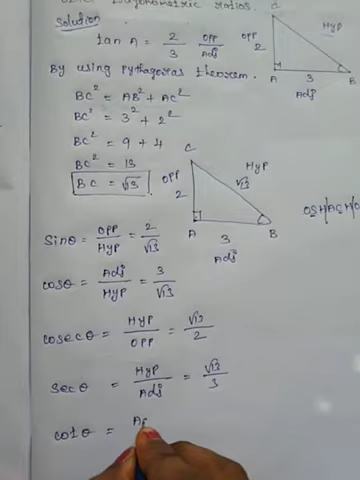 Trigonometric ratios.
Solution
tan A = 2/3 OPP/Adj
C
OPP 2
HYP
A 3 B
Adj
By using pythagoras theorem.
BC² = AB² + AC²
BC² = 3² + 2²
BC² = 9 + 4
BC² = 13
BC = √13
C
OPP 2
HYP √13
A 3 B
Adj
Sinθ = OPP/HYP = 2/√13
cosθ = Adj/HYP = 3/√13
cosecθ = HYP/OPP = √13/2
secθ = HYP/Adj = √13/3
cotθ =